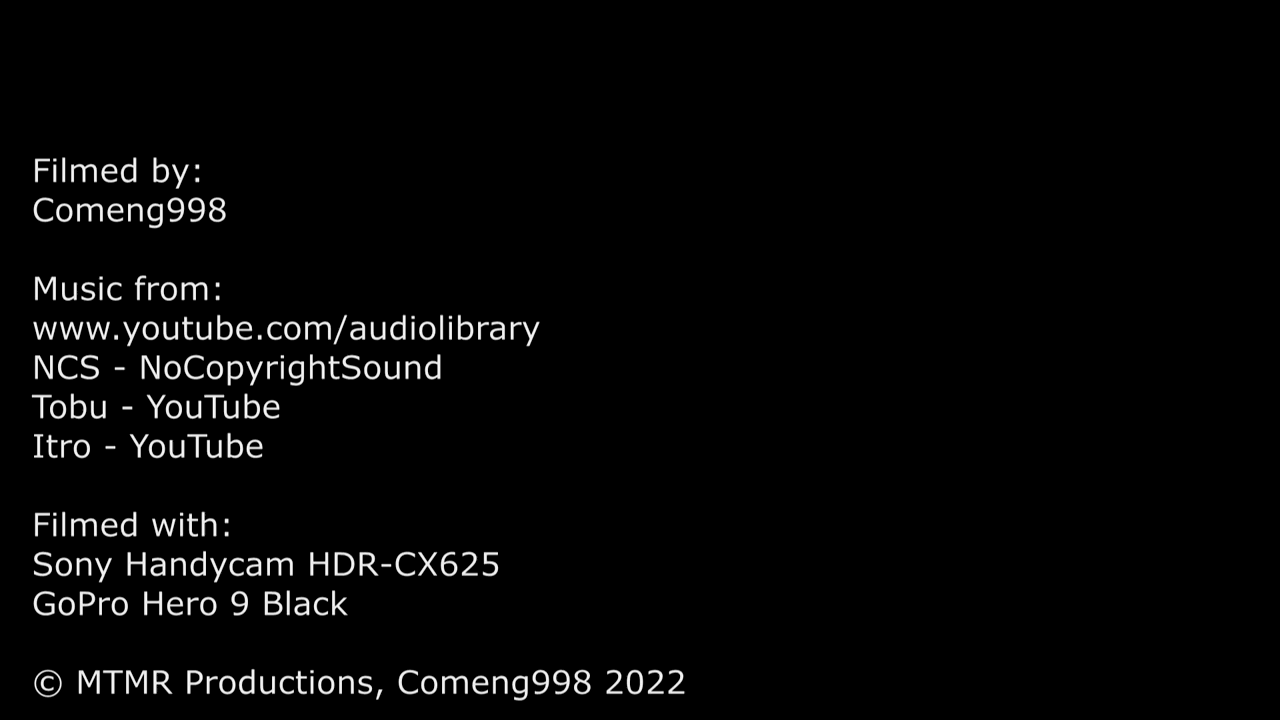 Filmed by:
Comeng998
Music from:
www.youtube.com/audiolibrary
NCS - NoCopyrightSound
Tobu - YouTube
Itro - YouTube
Filmed with:
Sony Handycam HDR-CX625
GoPro Hero 9 Black
© MTMR Productions, Comeng998 2022